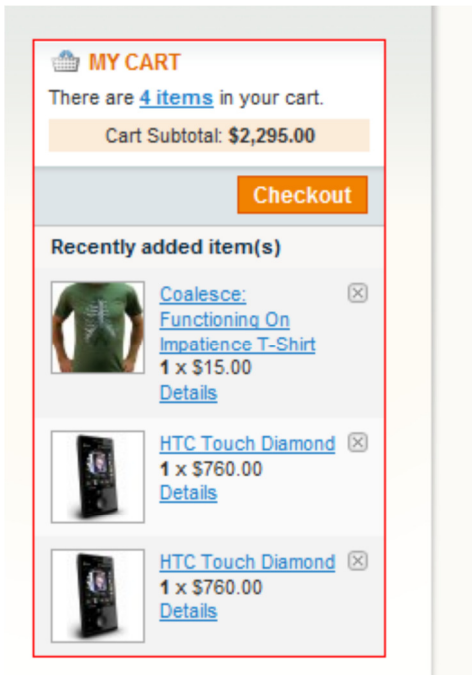 MY CART
There are 4 items in your cart.
Cart Subtotal: $2,295.00
Checkout
Recently added item(s)
Coalesce:
Functioning On
Impatience T-Shirt
1 x $15.00
Details
HTC Touch Diamond
1 x $760.00
Details
HTC Touch Diamond
1 x $760.00
Details